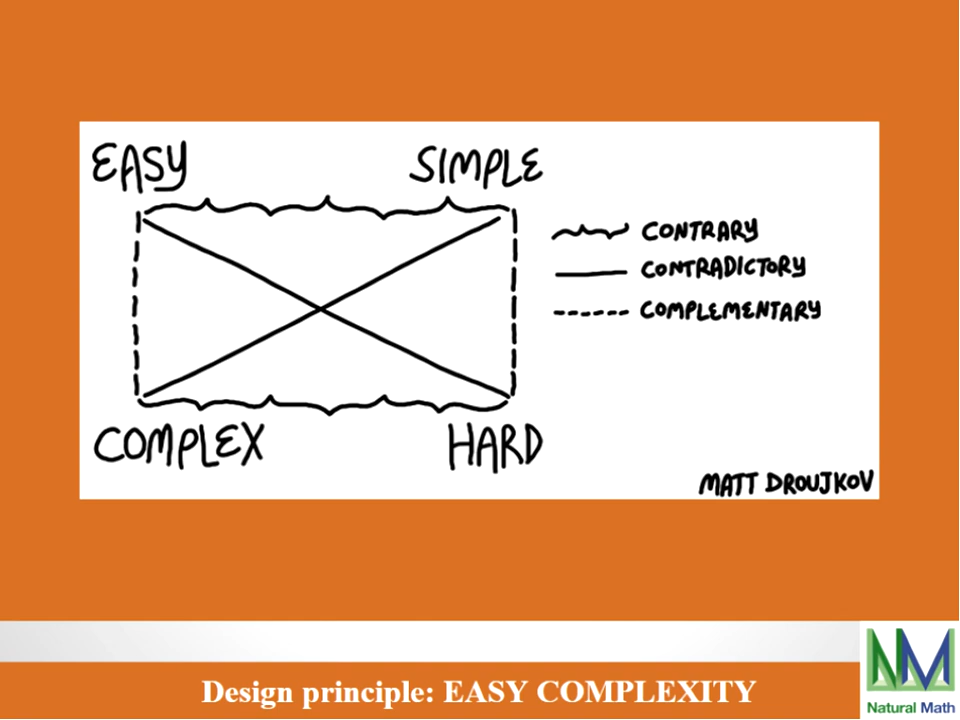 EASY SIMPLE
CONTRARY
CONTRADICTORY
COMPLEMENTARY
COMPLEX HARD
MATT DROUJKOV
Design principle: EASY COMPLEXITY
NM
Natural Math